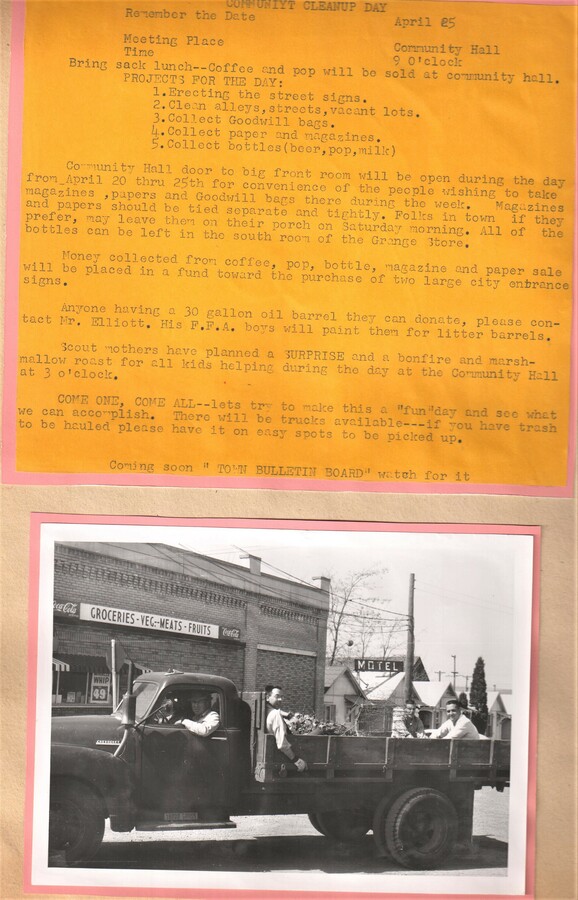 COMMUNIYT CLEANUP DAY
Remember the Date April 25
Meeting Place Community Hall
Time 9 O'clock
Bring sack lunch--Coffee and pop will be sold at community hall.
PROJECTS FOR THE DAY:
1.Erecting the street signs.
2.Clean alleys,streets,vacant lots.
3.Collect Goodwill bags.
4.Collect paper and magazines.
5.Collect bottles(beer,pop,milk)
Community Hall door to big front room will be open during the day
from April 20 thru 25th for convenience of the people wishing to take
magazines ,papers and Goodwill bags there during the week. Magazines
and papers should be tied separate and tightly. Folks in town if they
prefer, may leave them on their porch on Saturday morning. All of the
bottles can be left in the south room of the Grange Store.
Money collected from coffee, pop, bottle, magazine and paper sale
will be placed in a fund toward the purchase of two large city entrance
signs.
Anyone having a 30 gallon oil barrel they can donate, please con-
tact Mr. Elliott. His F.F.A. boys will paint them for litter barrels.
Scout mothers have planned a SURPRISE and a bonfire and marsh-
mallow roast for all kids helping during the day at the Community Hall
at 3 o'clock.
COME ONE, COME ALL--lets try to make this a "fun"day and see what
we can accomplish. There will be trucks available---if you have trash
to be hauled please have it on easy spots to be picked up.
Coming soon " TOWN BULLETIN BOARD" watch for it
Coca-Cola
GROCERIES-VEG.-MEATS-FRUITS
Coca-Cola
MOTEL
WHIP
49